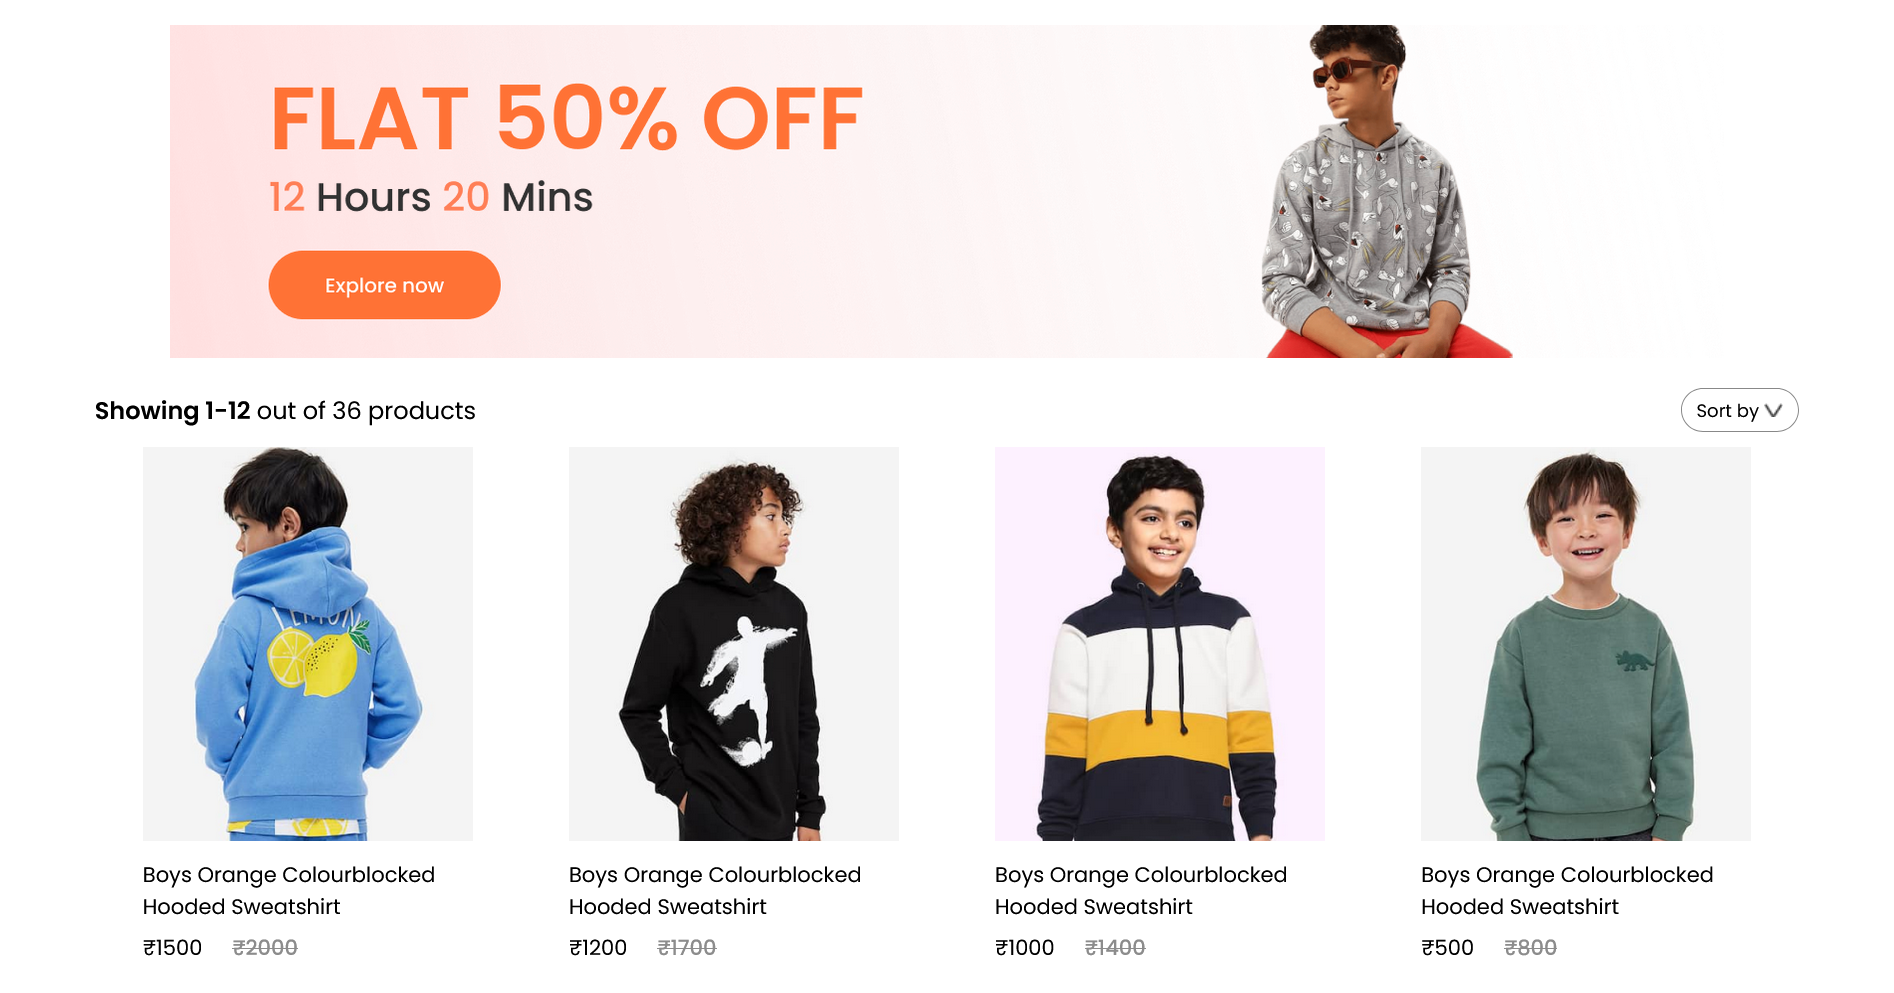 FLAT 50% OFF
12 Hours 20 Mins
Explore now
Showing 1-12 out of 36 products
Sort by
LEMON
Boys Orange Colourblocked
Hooded Sweatshirt
₹1500 ₹2000
Boys Orange Colourblocked
Hooded Sweatshirt
₹1200 ₹1700
Boys Orange Colourblocked
Hooded Sweatshirt
₹1000 ₹1400
Boys Orange Colourblocked
Hooded Sweatshirt
₹500 ₹800